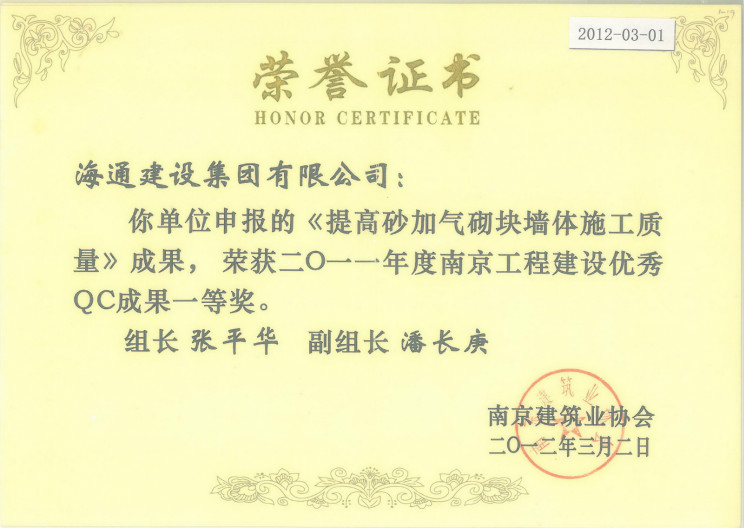 2012-03-01
荣誉证书
HONOR CERTIFICATE
海通建设集团有限公司：
你单位申报的《提高砂加气砌块墙体施工质
量》成果，荣获二〇一一年度南京工程建设优秀
QC成果一等奖。
组长 张平华 副组长 潘长庚
南京建筑业协会
二〇一二年三月二日